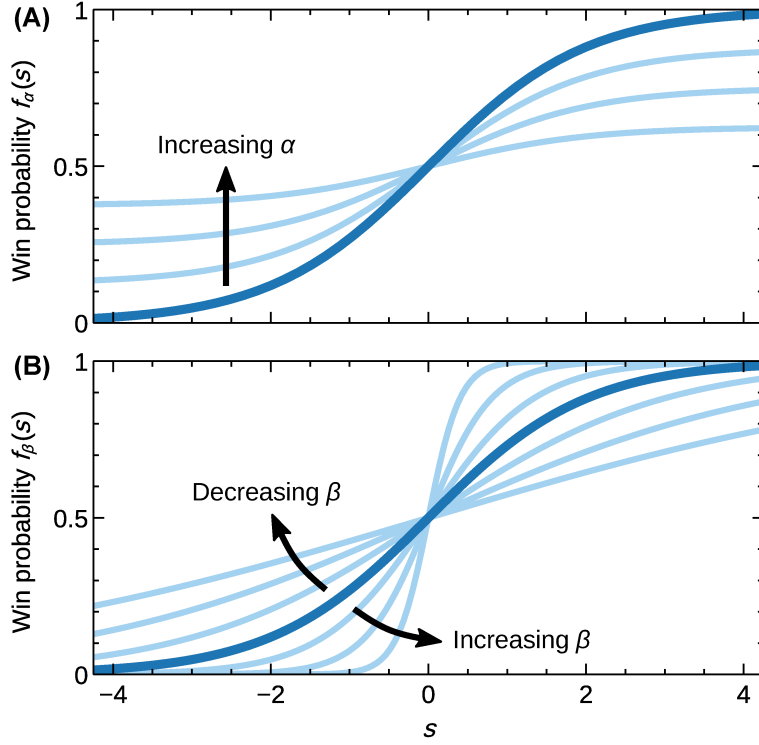 (A)
1
0.5
0
Win probability fα(s)
Increasing α
(B)
1
0.5
0
Win probability fβ(s)
Decreasing β
Increasing β
−4 −2 0 2 4
s